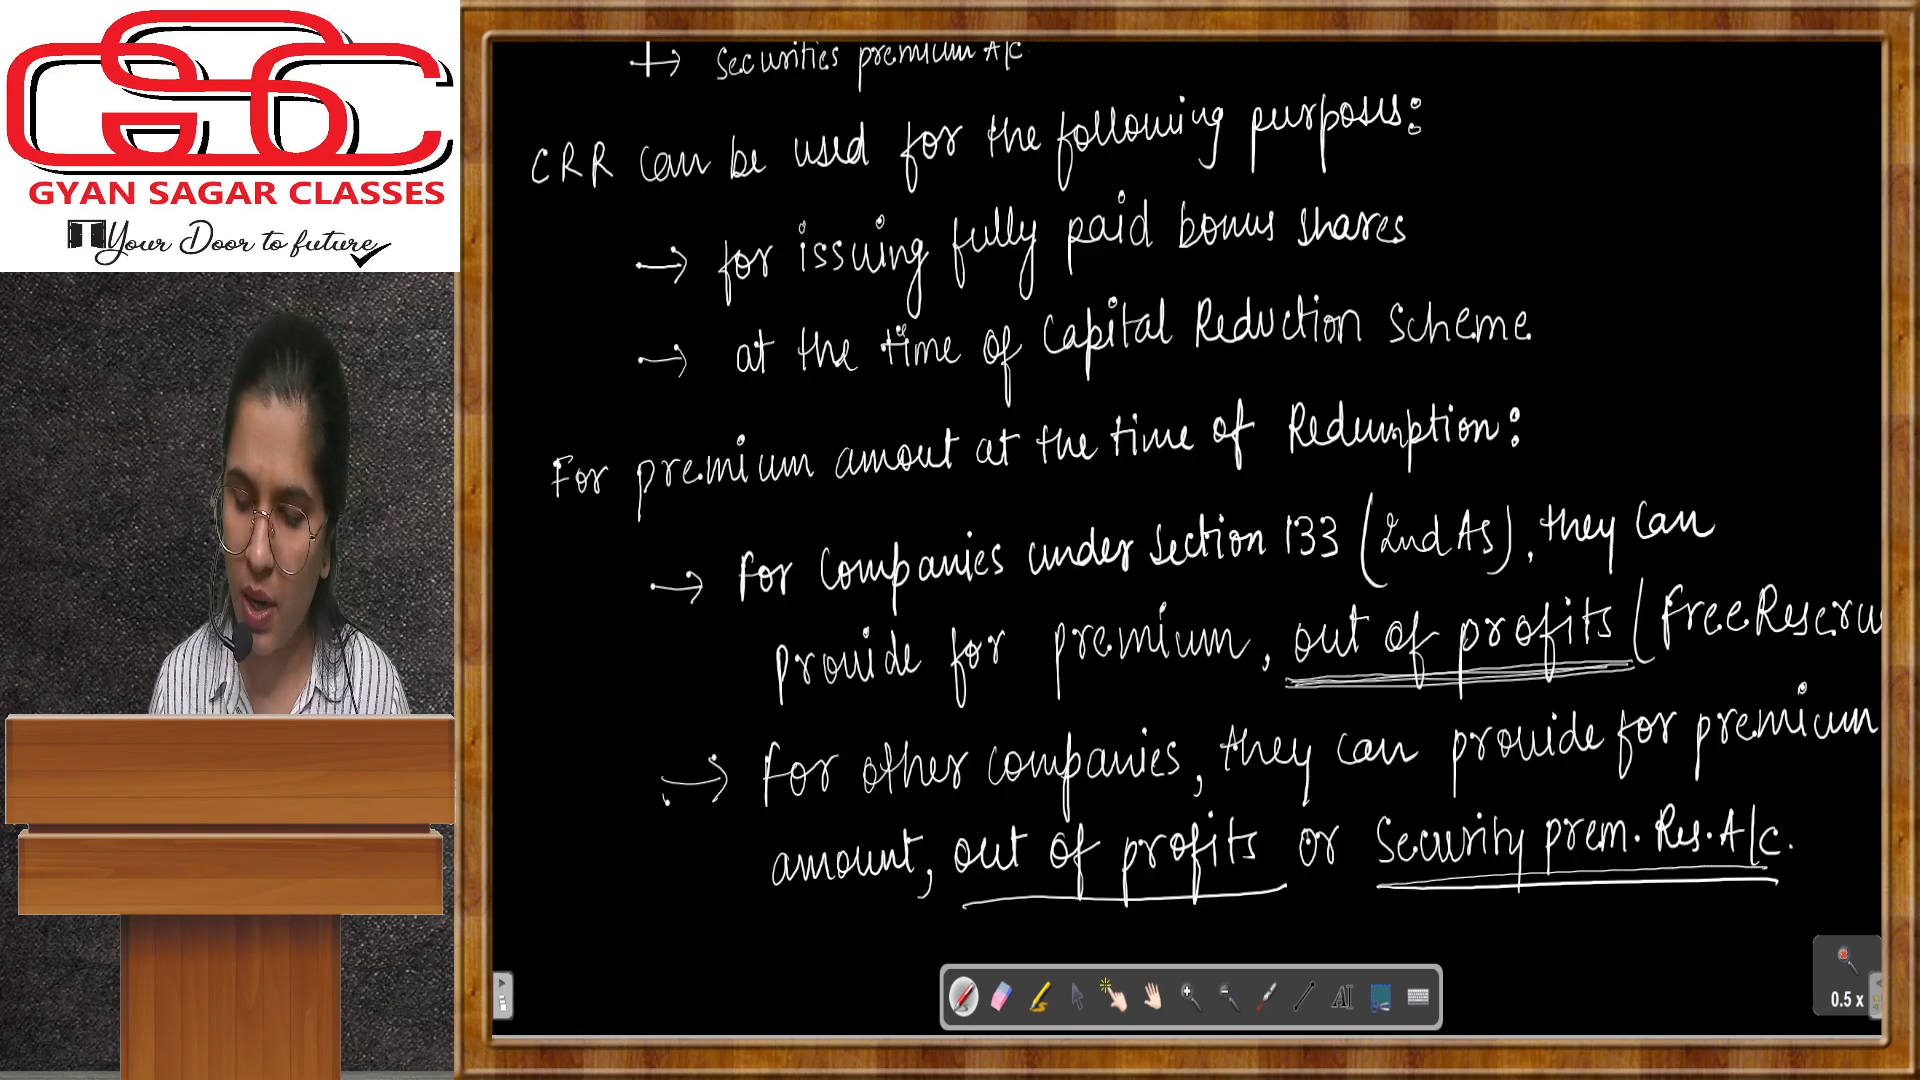 GSC
GYAN SAGAR CLASSES
Your Door to future
→ Securities premium A/c
CRR can be used for the following purposes:
→ for issuing fully paid bonus shares
→ at the time of Capital Reduction Scheme
For premium amout at the time of Redemption:
→ For Companies under Section 133 (Ind AS), they can
provide for premium, out of profits (Free Reserv
→ For other companies, they can provide for premium
amount, out of profits or Security prem. Res. A/c.
0.5 x